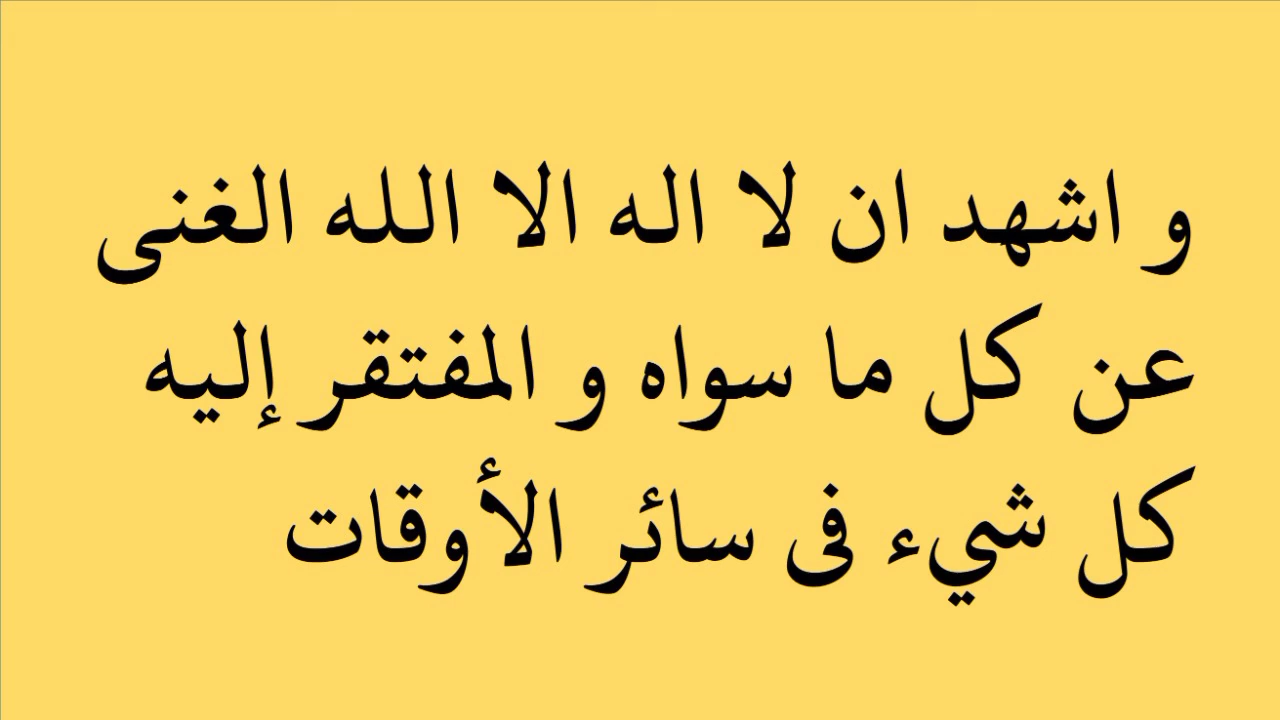 و اشهد ان لا اله الا الله الغنى
عن كل ما سواه و المفتقر إليه
كل شيء فى سائر الأوقات